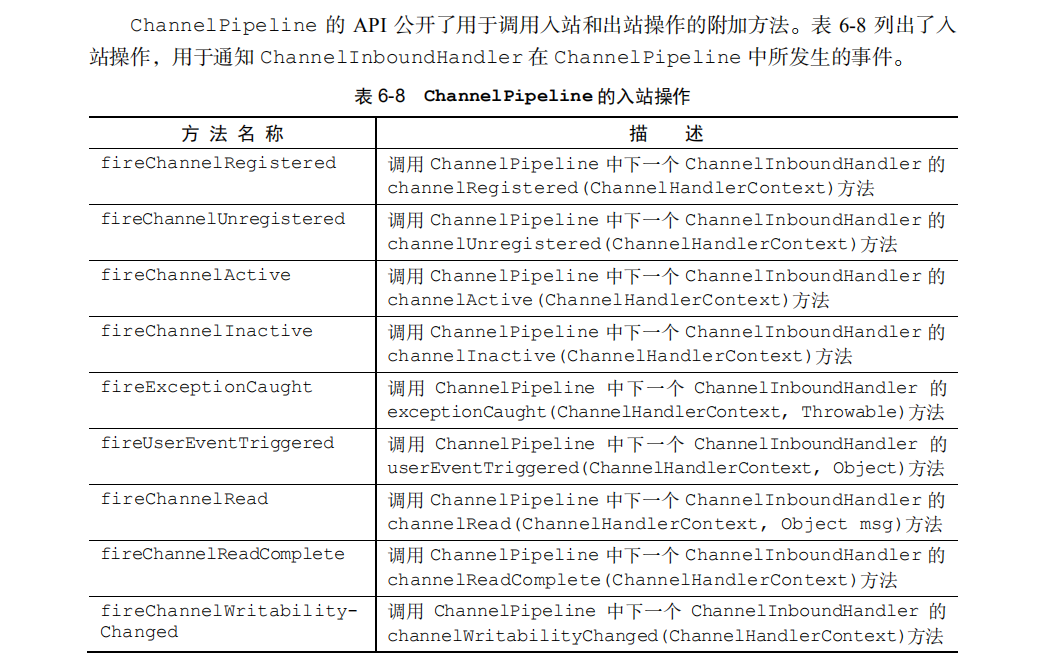 ChannelPipeline 的 API 公开了用于调用入站和出站操作的附加方法。表 6-8 列出了入
站操作，用于通知 ChannelInboundHandler 在 ChannelPipeline 中所发生的事件。
表 6-8 ChannelPipeline 的入站操作
方 法 名 称 描 述
fireChannelRegistered 调用 ChannelPipeline 中下一个 ChannelInboundHandler 的
channelRegistered(ChannelHandlerContext)方法
fireChannelUnregistered 调用 ChannelPipeline 中下一个 ChannelInboundHandler 的
channelUnregistered(ChannelHandlerContext)方法
fireChannelActive 调用 ChannelPipeline 中下一个 ChannelInboundHandler 的
channelActive(ChannelHandlerContext)方法
fireChannelInactive 调用 ChannelPipeline 中下一个 ChannelInboundHandler 的
channelInactive(ChannelHandlerContext)方法
fireExceptionCaught 调用 ChannelPipeline 中下一个 ChannelInboundHandler 的
exceptionCaught(ChannelHandlerContext, Throwable)方法
fireUserEventTriggered 调用 ChannelPipeline 中下一个 ChannelInboundHandler 的
userEventTriggered(ChannelHandlerContext, Object)方法
fireChannelRead 调用 ChannelPipeline 中下一个 ChannelInboundHandler 的
channelRead(ChannelHandlerContext, Object msg)方法
fireChannelReadComplete 调用 ChannelPipeline 中下一个 ChannelInboundHandler 的
channelReadComplete(ChannelHandlerContext)方法
fireChannelWritability- 调用 ChannelPipeline 中下一个 ChannelInboundHandler 的
Changed channelWritabilityChanged(ChannelHandlerContext)方法